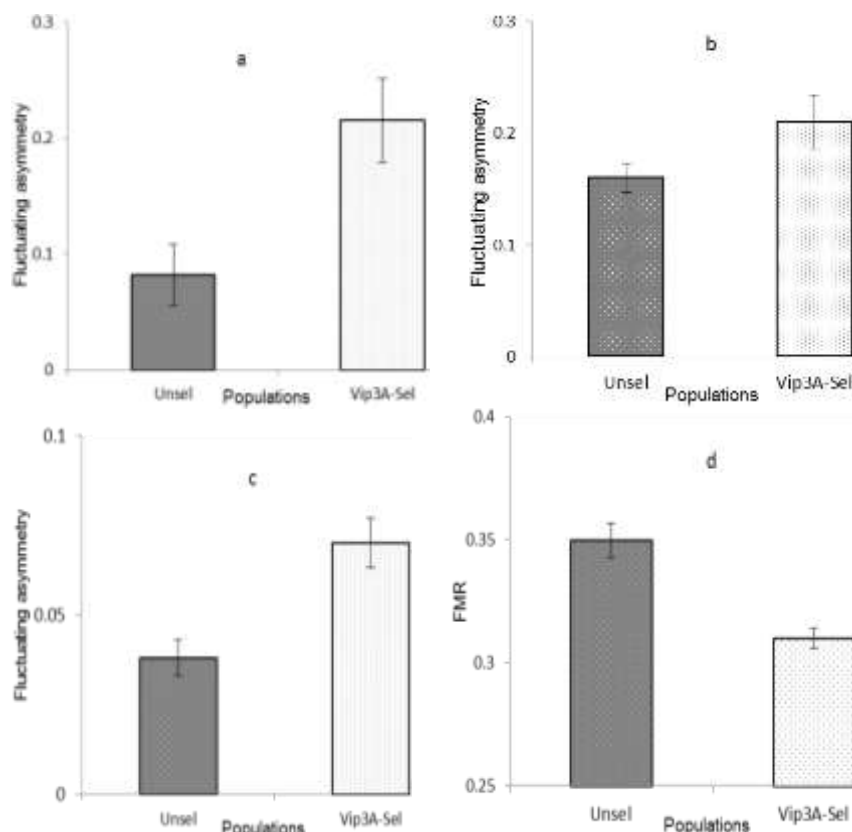 0.3
a
Fluctuating asymmetry
0.2
0.1
0
Unsel
Populations
Vip3A-Sel
0.3
b
Fluctuating asymmetry
0.2
0.1
0
Unsel
Populations
Vip3A-Sel
0.1
c
Fluctuating asymmetry
0.05
0
Unsel
Populations
Vip3A-Sel
0.4
d
0.35
FMR
0.3
0.25
Unsel
Populations
Vip3A-Sel